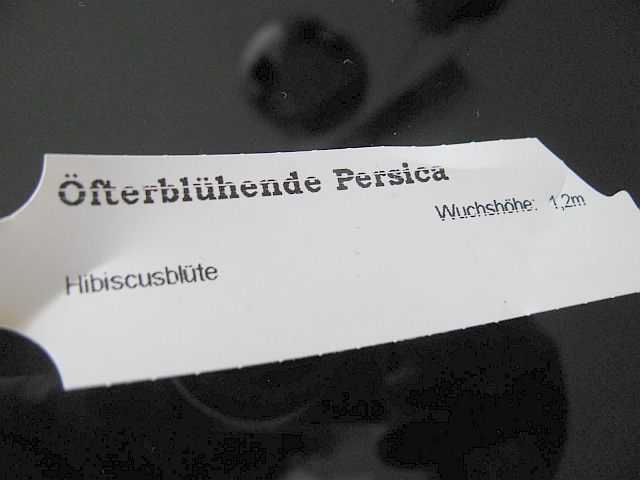 Öfterblühende Persica
Wuchshöhe: 1,2m
Hibiscusblüte